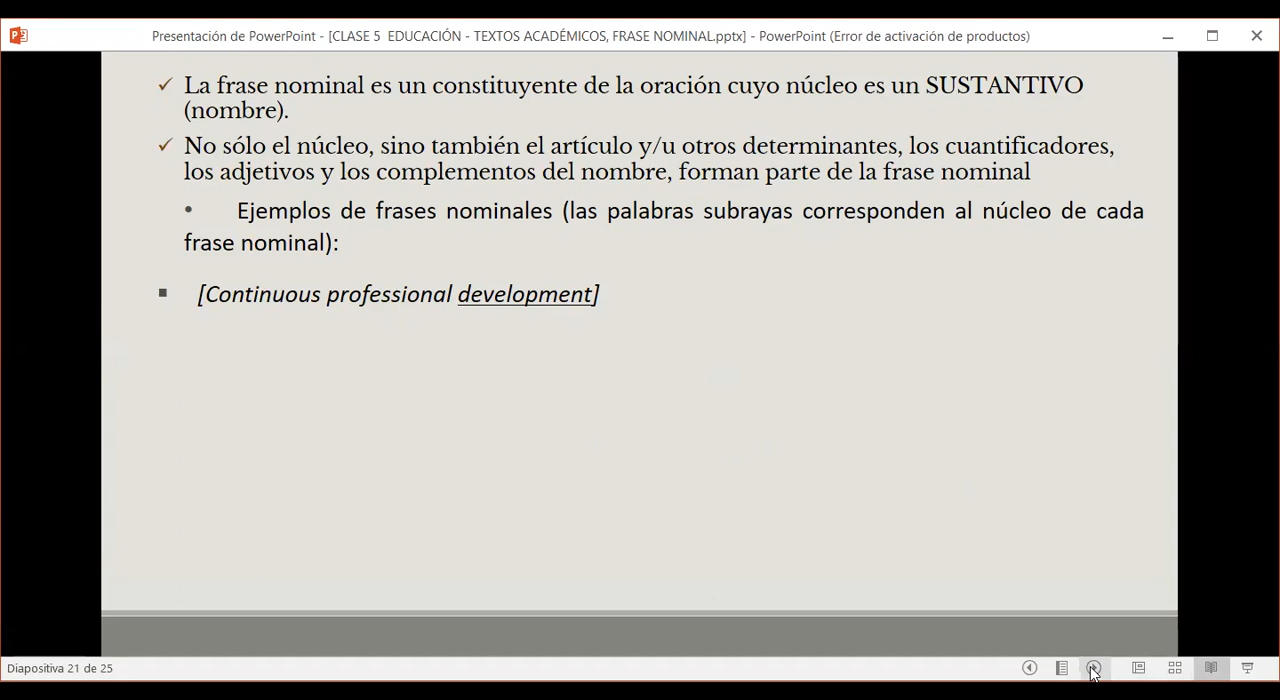 Presentación de PowerPoint - [CLASE 5 EDUCACIÓN - TEXTOS ACADÉMICOS, FRASE NOMINAL.pptx] - PowerPoint (Error de activación de productos)
✓ La frase nominal es un constituyente de la oración cuyo núcleo es un SUSTANTIVO
(nombre).
✓ No sólo el núcleo, sino también el artículo y/u otros determinantes, los cuantificadores,
los adjetivos y los complementos del nombre, forman parte de la frase nominal
• Ejemplos de frases nominales (las palabras subrayas corresponden al núcleo de cada
frase nominal):
▪ [Continuous professional development]
Diapositiva 21 de 25